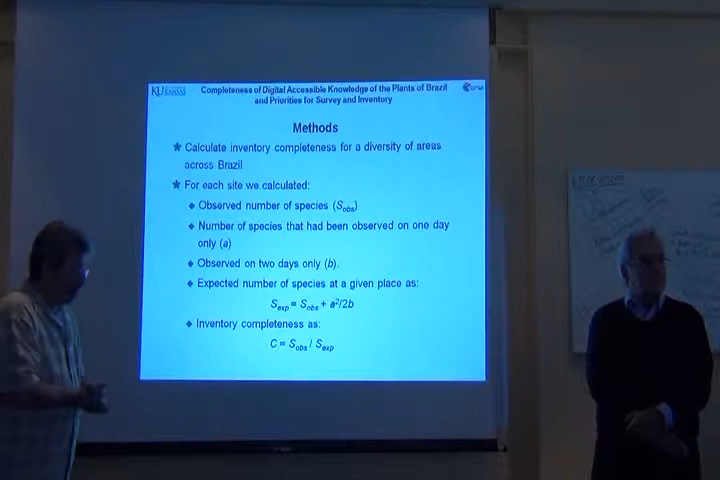 KU KANSAS
Completeness of Digital Accessible Knowledge of the Plants of Brazil
and Priorities for Survey and Inventory
Methods
Calculate inventory completeness for a diversity of areas
across Brazil
For each site we calculated:
Observed number of species (Sobs)
Number of species that had been observed on one day
only (a)
Observed on two days only (b).
Expected number of species at a given place as:
Sexp = Sobs + a²/2b
Inventory completeness as:
C = Sobs / Sexp